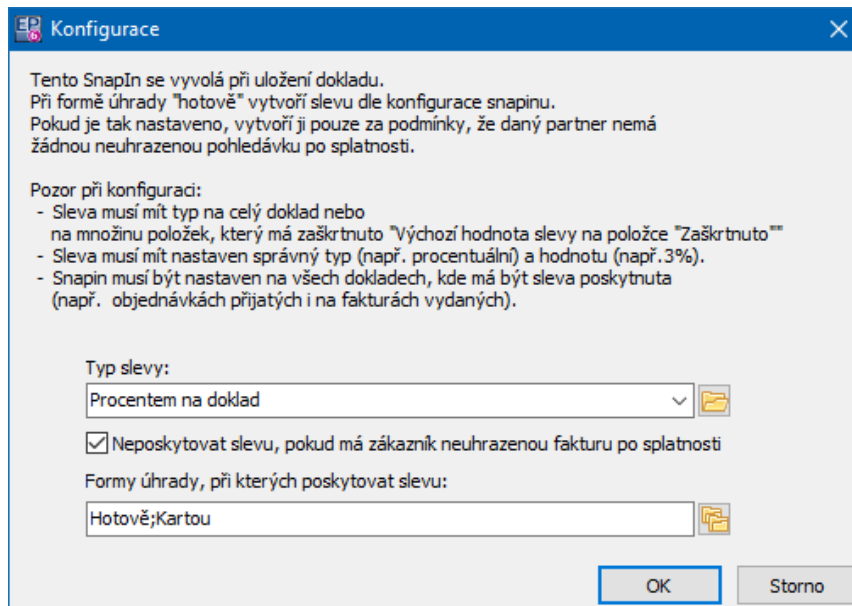 Konfigurace
Tento SnapIn se vyvolá při uložení dokladu.
Při formě úhrady "hotově" vytvoří slevu dle konfigurace snapinu.
Pokud je tak nastaveno, vytvoří ji pouze za podmínky, že daný partner nemá
žádnou neuhrazenou pohledávku po splatnosti.
Pozor při konfiguraci:
- Sleva musí mít typ na celý doklad nebo
na množinu položek, který má zaškrtnuto "Výchozí hodnota slevy na položce "Zaškrtnuto""
- Sleva musí mít nastaven správný typ (např. procentuální) a hodnotu (např.3%).
- Snapin musí být nastaven na všech dokladech, kde má být sleva poskytnuta
(např.  objednávkách přijatých i na fakturách vydaných).
Typ slevy:
Procentem na doklad
Neposkytovat slevu, pokud má zákazník neuhrazenou fakturu po splatnosti
Formy úhrady, při kterých poskytovat slevu:
Hotově;Kartou
OK Storno